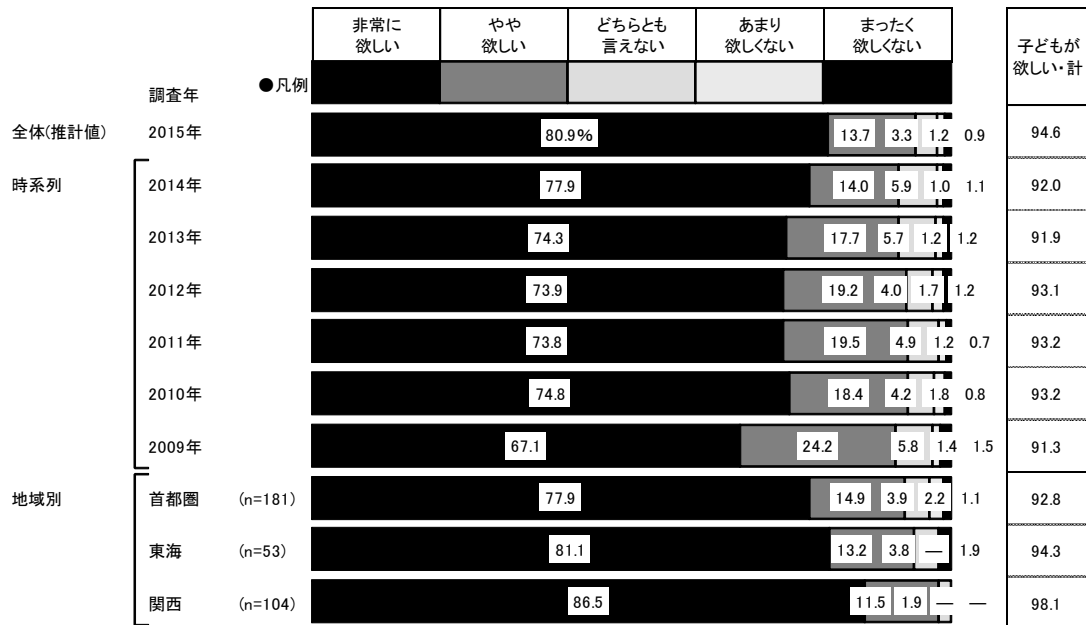 非常に
欲しい
やや
欲しい
どちらとも
言えない
あまり
欲しくない
まったく
欲しくない
子どもが
欲しい・計
●凡例
調査年
全体(推計値) 2015年 80.9% 13.7 3.3 1.2 0.9 94.6
時系列 2014年 77.9 14.0 5.9 1.0 1.1 92.0
2013年 74.3 17.7 5.7 1.2 1.2 91.9
2012年 73.9 19.2 4.0 1.7 1.2 93.1
2011年 73.8 19.5 4.9 1.2 0.7 93.2
2010年 74.8 18.4 4.2 1.8 0.8 93.2
2009年 67.1 24.2 5.8 1.4 1.5 91.3
地域別 首都圏 (n=181) 77.9 14.9 3.9 2.2 1.1 92.8
東海 (n=53) 81.1 13.2 3.8 ― 1.9 94.3
関西 (n=104) 86.5 11.5 1.9 ― ― 98.1